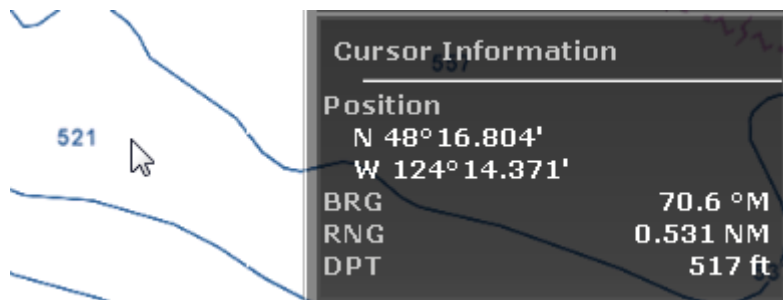 Cursor Information
537
521
Position
N 48°16.804'
W 124°14.371'
BRG 70.6 °M
RNG 0.531 NM
DPT 517 ft